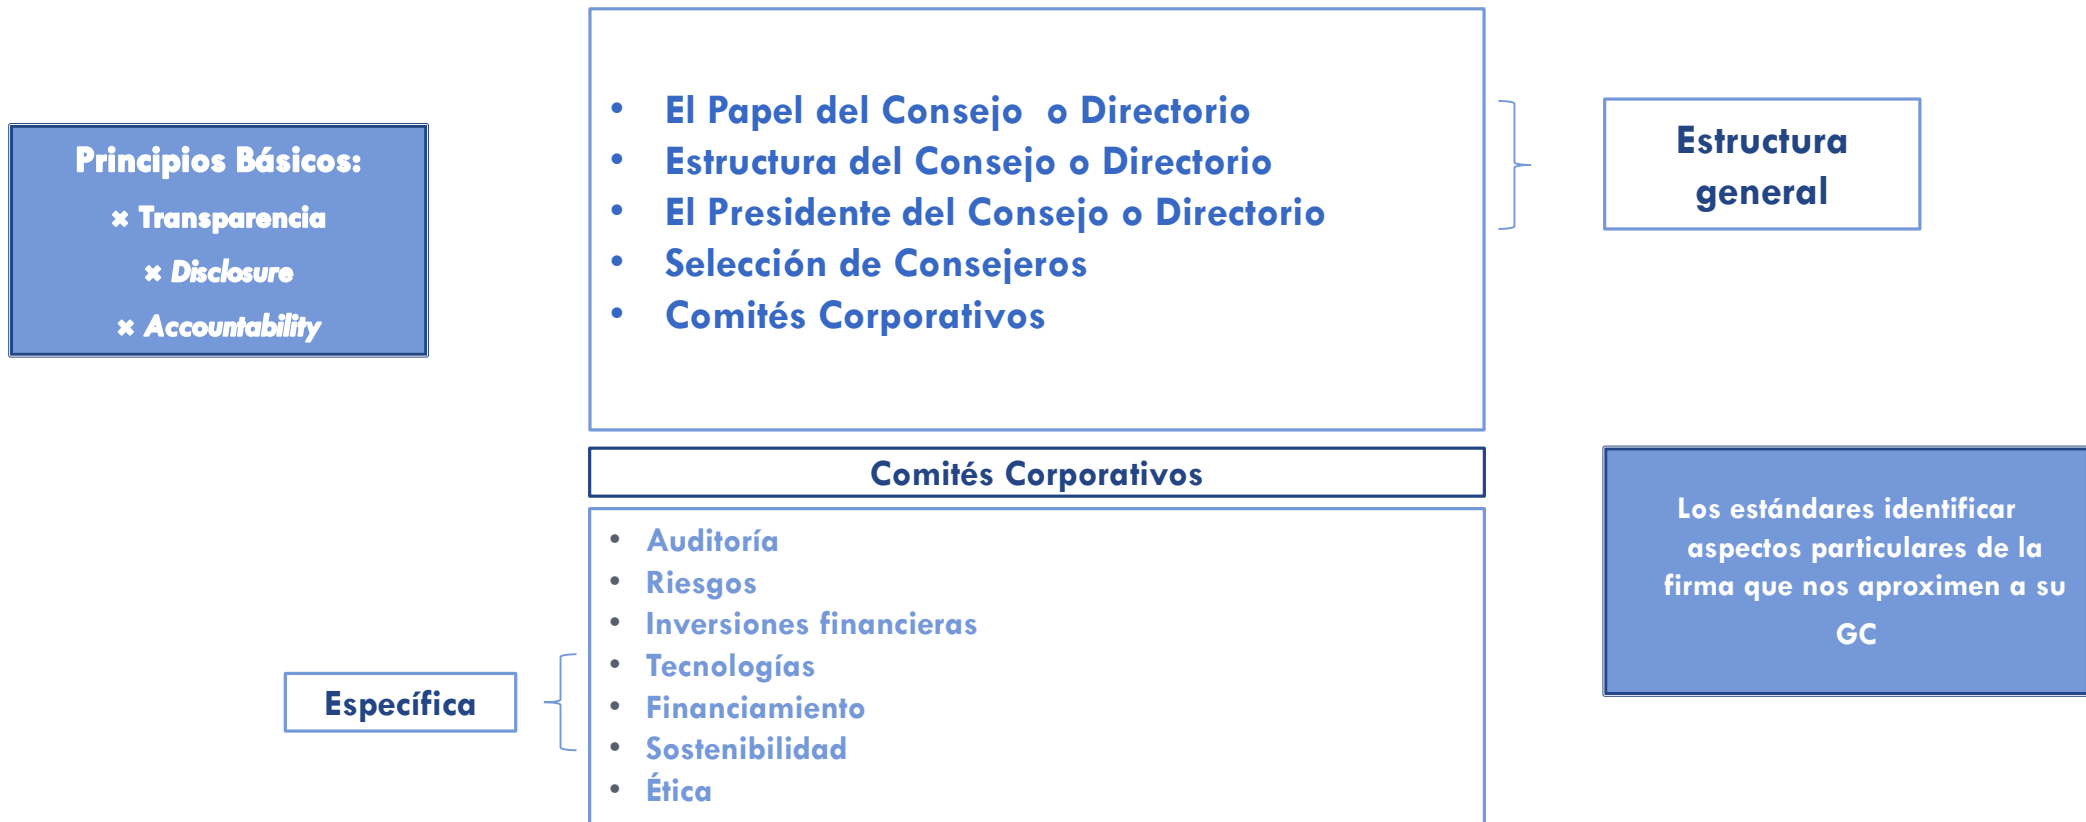 Principios Básicos:
× Transparencia
× Disclosure
× Accountability
• El Papel del Consejo o Directorio
• Estructura del Consejo o Directorio
• El Presidente del Consejo o Directorio
• Selección de Consejeros
• Comités Corporativos
Estructura
general
Comités Corporativos
• Auditoría
• Riesgos
• Inversiones financieras
• Tecnologías
• Financiamiento
• Sostenibilidad
• Ética
Específica
Los estándares identificar
aspectos particulares de la
firma que nos aproximen a su
GC